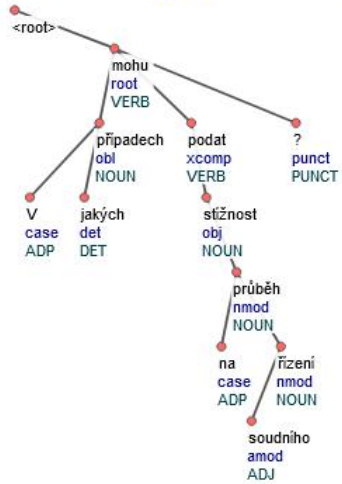 <root>
mohu
root
VERB
případech
obl
NOUN
podat
xcomp
VERB
?
punct
PUNCT
V
case
ADP
jakých
det
DET
stížnost
obj
NOUN
průběh
nmod
NOUN
na
case
ADP
řízení
nmod
NOUN
soudního
amod
ADJ